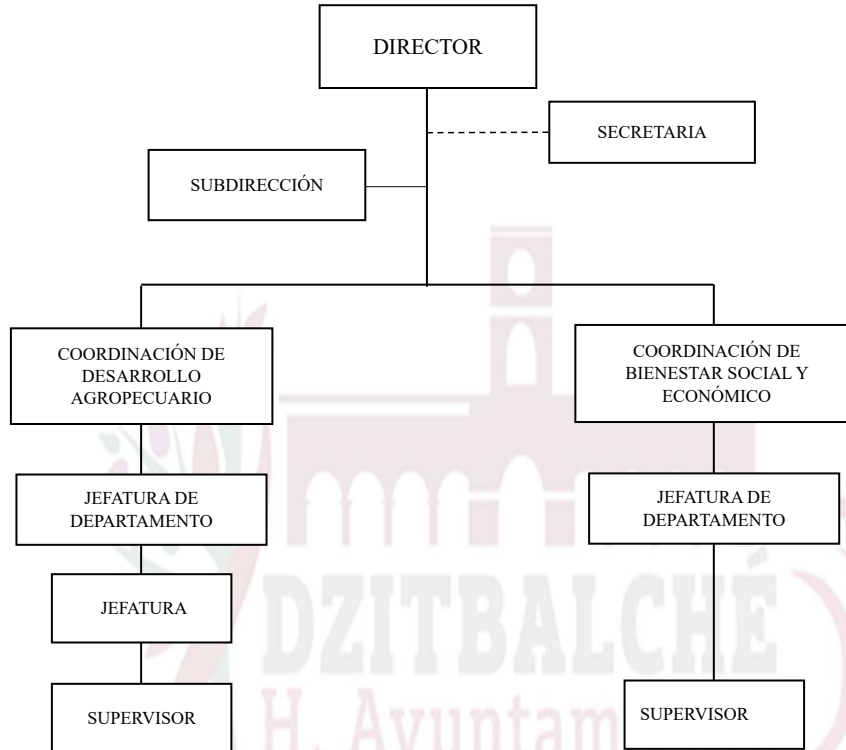 DIRECTOR
SECRETARIA
SUBDIRECCIÓN
COORDINACIÓN DE
DESARROLLO
AGROPECUARIO
COORDINACIÓN DE
BIENESTAR SOCIAL Y
ECONÓMICO
JEFATURA DE
DEPARTAMENTO
JEFATURA DE
DEPARTAMENTO
JEFATURA
SUPERVISOR
SUPERVISOR
DZITBALCHÉ
H. Ayuntam